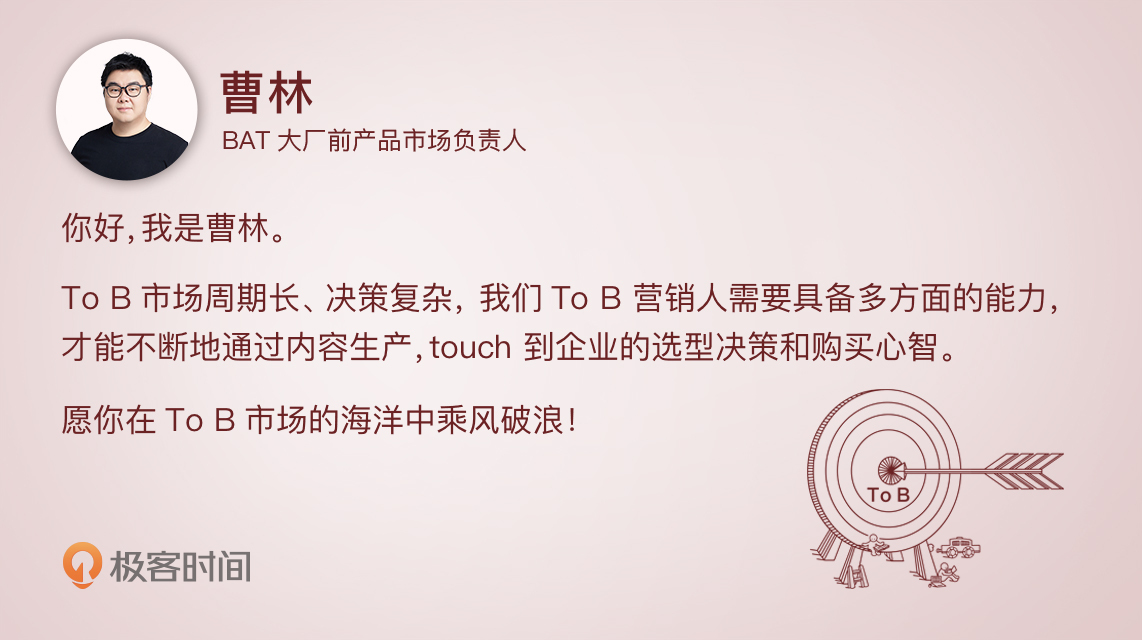 曹林
BAT 大厂前产品市场负责人
你好,我是曹林。
To B 市场周期长、决策复杂, 我们 To B 营销人需要具备多方面的能力,
才能不断地通过内容生产,touch 到企业的选型决策和购买心智。
愿你在 To B 市场的海洋中乘风破浪!
To B
极客时间